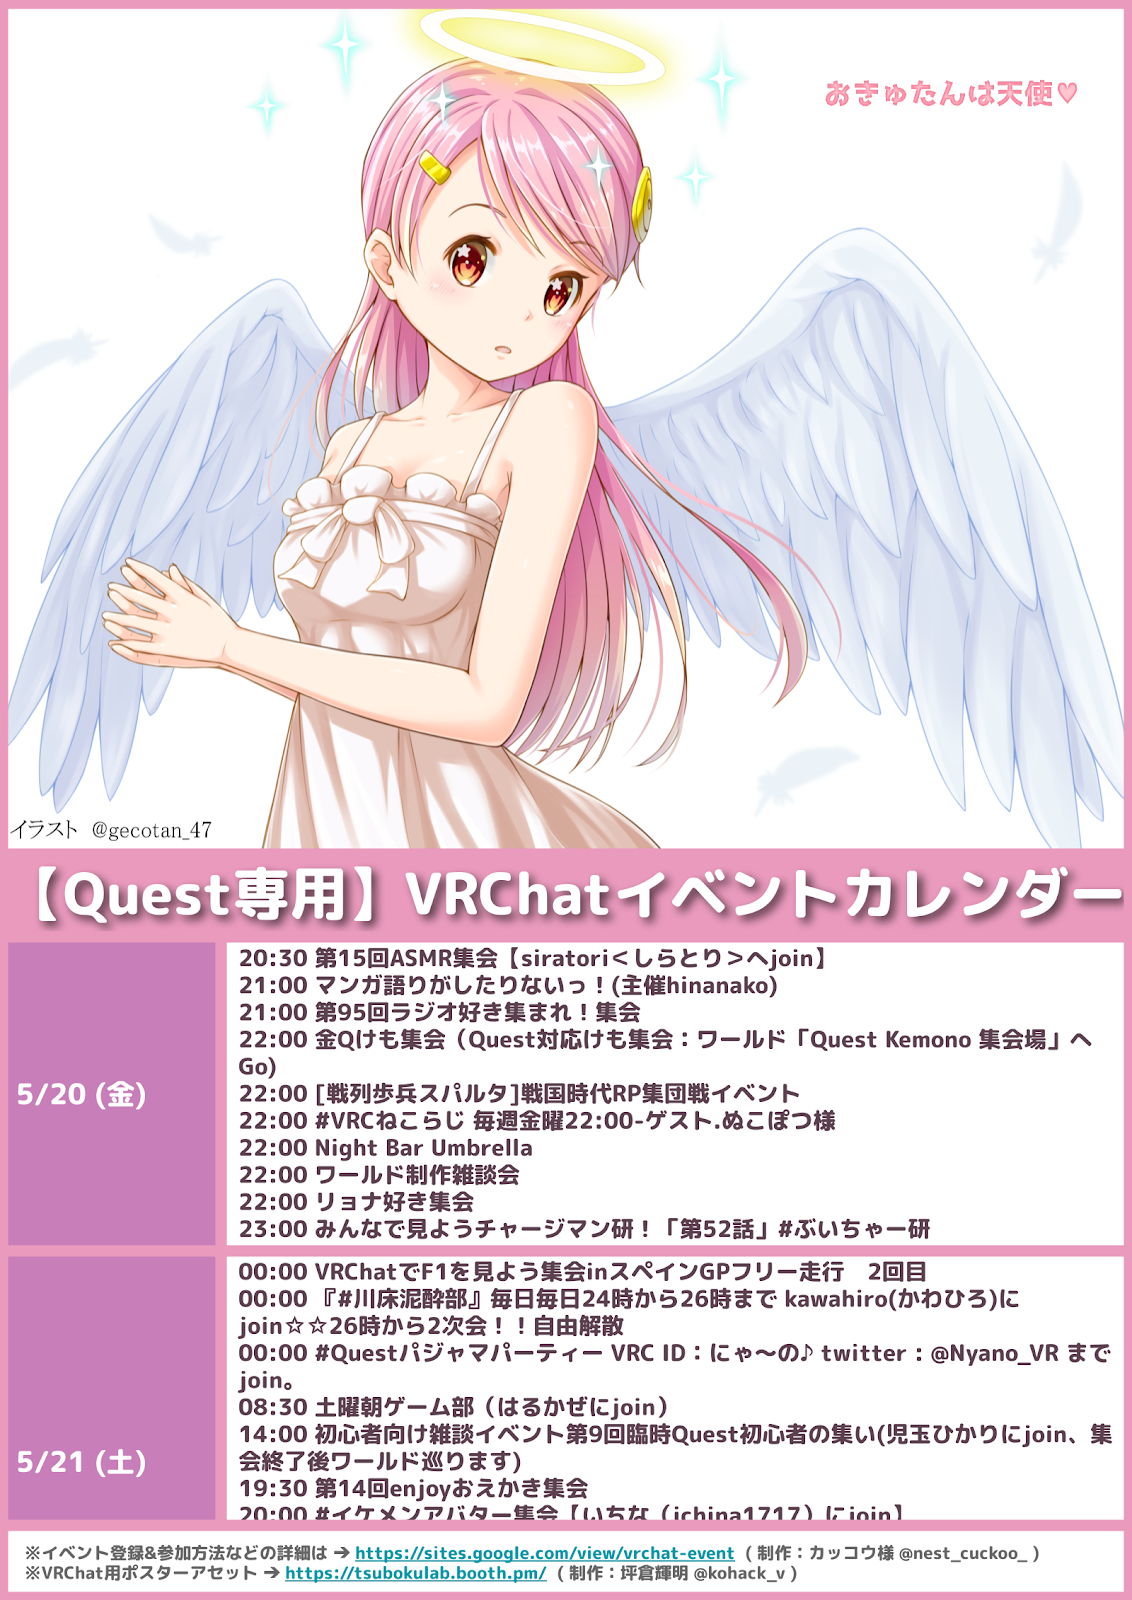 おきゅたんは天使♥
イラスト @gecotan_47
【Quest専用】VRChatイベントカレンダー
5/20 (金)
20:30 第15回ASMR集会【siratori＜しらとり＞へjoin】
21:00 マンガ語りがしたりないっ！(主催hinanako)
21:00 第95回ラジオ好き集まれ！集会
22:00 金Qけも集会（Quest対応けも集会：ワールド「Quest Kemono 集会場」へ
Go)
22:00 [戦列歩兵スパルタ]戦国時代RP集団戦イベント
22:00 #VRCねこらじ 毎週金曜22:00-ゲスト.ぬこぽつ様
22:00 Night Bar Umbrella
22:00 ワールド制作雑談会
22:00 リョナ好き集会
23:00 みんなで見ようチャージマン研！「第52話」#ぶいちゃー研
5/21 (土)
00:00 VRChatでF1を見よう集会inスペインGPフリー走行　2回目
00:00 『#川床泥酔部』毎日毎日24時から26時まで kawahiro(かわひろ)に
join☆☆26時から2次会！！自由解散
00:00 #Questパジャマパーティー VRC ID：にゃ～の♪ twitter：@Nyano_VR まで
join。
08:30 土曜朝ゲーム部（はるかぜにjoin）
14:00 初心者向け雑談イベント第9回臨時Quest初心者の集い(児玉ひかりにjoin、集
会終了後ワールド巡ります)
19:30 第14回enjoyおえかき集会
20:00 #イケメンアバター集会【いちな（ichina1717）にjoin】
※イベント登録&参加方法などの詳細は ➔ https://sites.google.com/view/vrchat-event ( 制作：カッコウ様 @nest_cuckoo_ )
※VRChat用ポスターアセット ➔ https://tsubokulab.booth.pm/ ( 制作：坪倉輝明 @kohack_v )